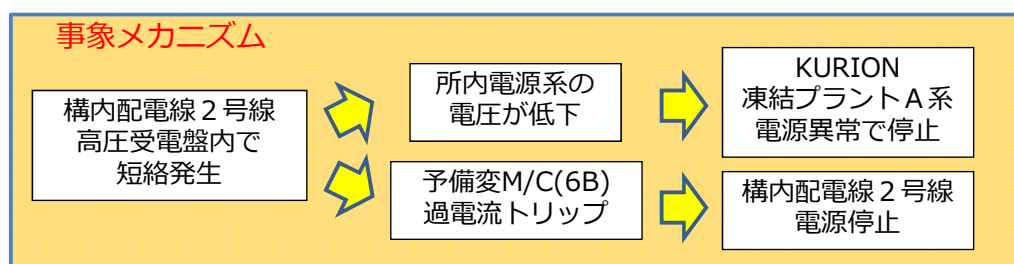 事象メカニズム
構内配電線２号線
高圧受電盤内で
短絡発生
所内電源系の
電圧が低下
KURION
凍結プラントＡ系
電源異常で停止
予備変M/C(6B)
過電流トリップ
構内配電線２号線
電源停止